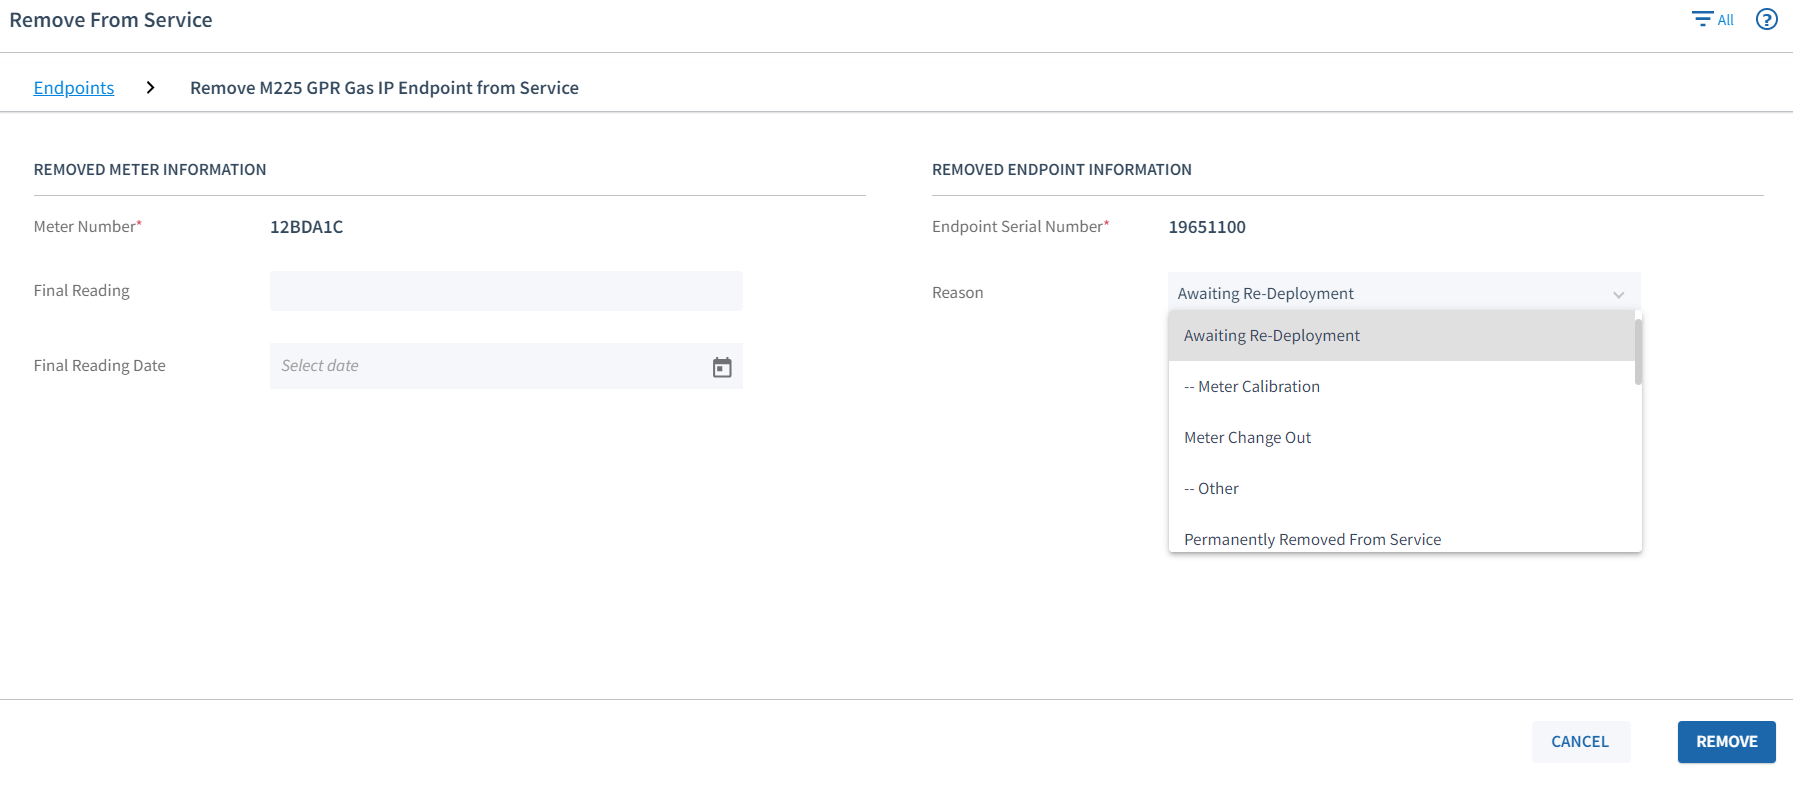 Remove From Service
All
?
Endpoints
Remove M225 GPR Gas IP Endpoint from Service
REMOVED METER INFORMATION
Meter Number*
12BDA1C
Final Reading
Final Reading Date
Select date
REMOVED ENDPOINT INFORMATION
Endpoint Serial Number*
19651100
Reason
Awaiting Re-Deployment
Awaiting Re-Deployment
-- Meter Calibration
Meter Change Out
-- Other
Permanently Removed From Service
CANCEL
REMOVE